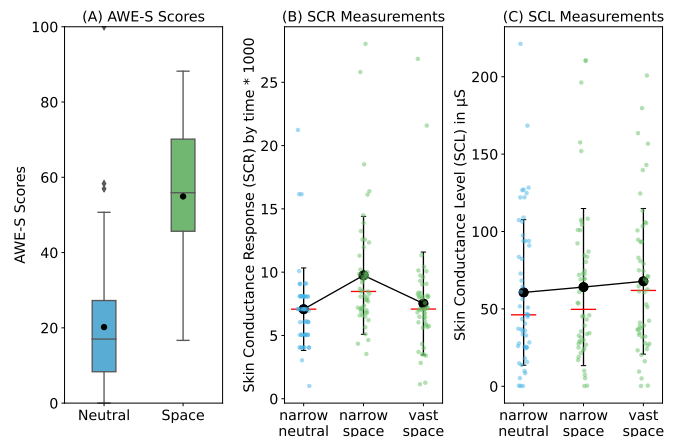 (A) AWE-S Scores
(B) SCR Measurements
(C) SCL Measurements
AWE-S Scores
100
80
60
40
20
0
Neutral
Space
Skin Conductance Response (SCR) by time * 1000
25
20
15
10
5
0
narrow
neutral
narrow
space
vast
space
Skin Conductance Level (SCL) in µS
200
150
100
50
0
narrow
neutral
narrow
space
vast
space